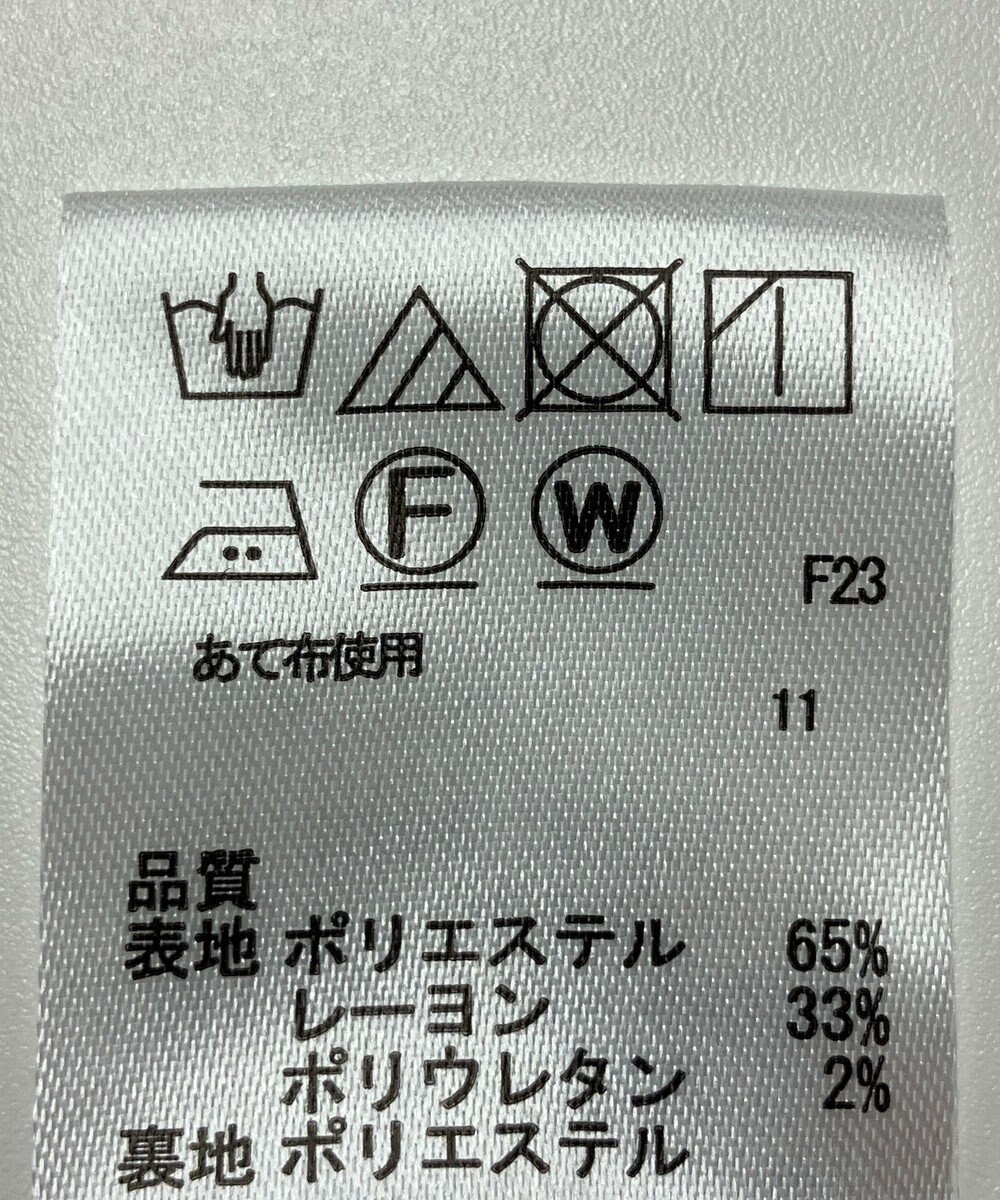 F W
F23
あて布使用
11
品質
表地 ポリエステル 65%
レーヨン 33%
ポリウレタン 2%
裏地 ポリエステル